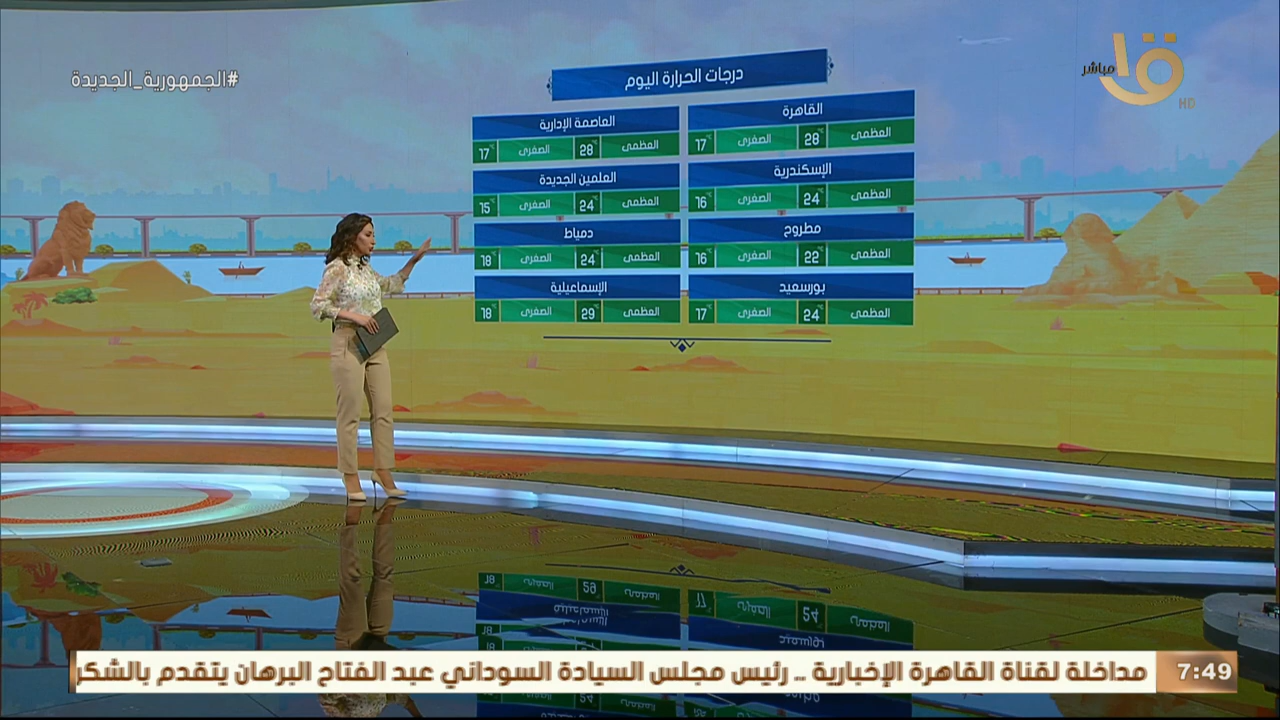 #الجمهورية_الجديدة
مباشر
HD
درجات الحرارة اليوم
القاهرة
العظمى 28 الصغرى 17
العاصمة الإدارية
العظمى 28 الصغرى 17
الإسكندرية
العظمى 24 الصغرى 16
العلمين الجديدة
العظمى 24 الصغرى 15
مطروح
العظمى 22 الصغرى 16
دمياط
العظمى 24 الصغرى
بورسعيد
العظمى 24 الصغرى 17
الإسماعيلية
العظمى 29 الصغرى 18
7:49 مداخلة لقناة القاهرة الإخبارية .. رئيس مجلس السيادة السوداني عبد الفتاح البرهان يتقدم بالشكر